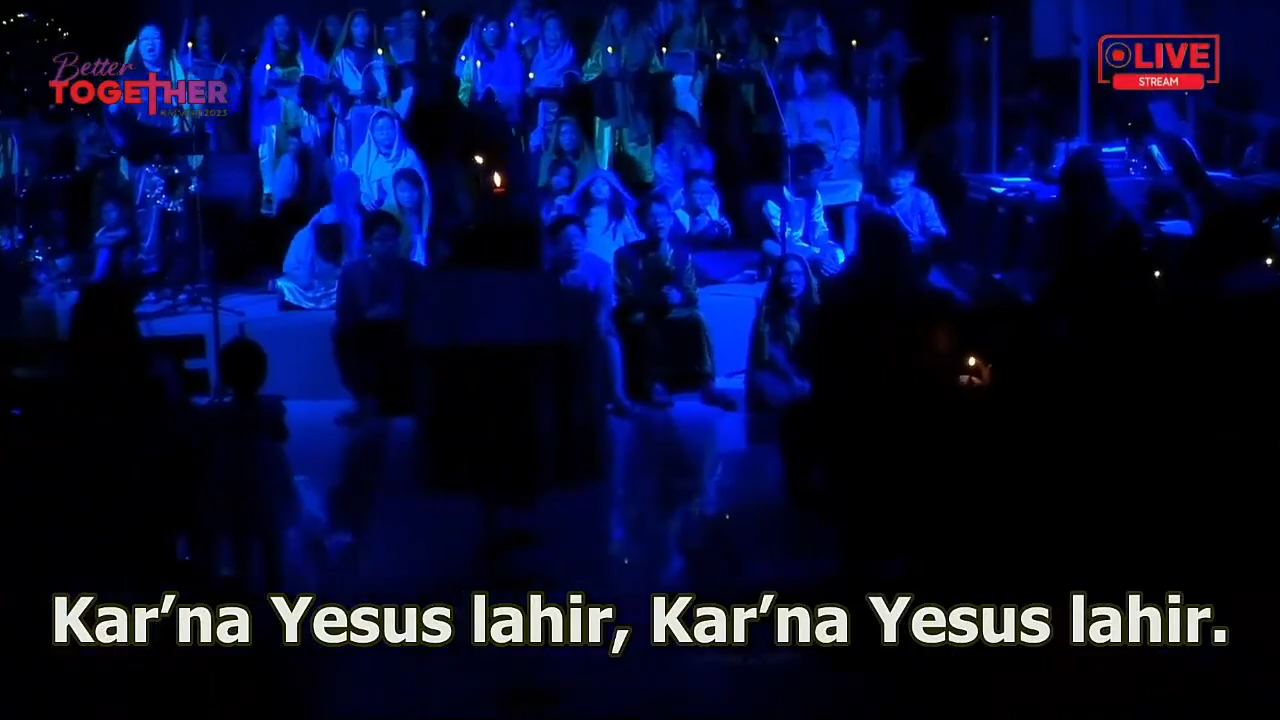 Better
TOGETHER
LIVE
STREAM
Kar’na Yesus lahir, Kar’na Yesus lahir.